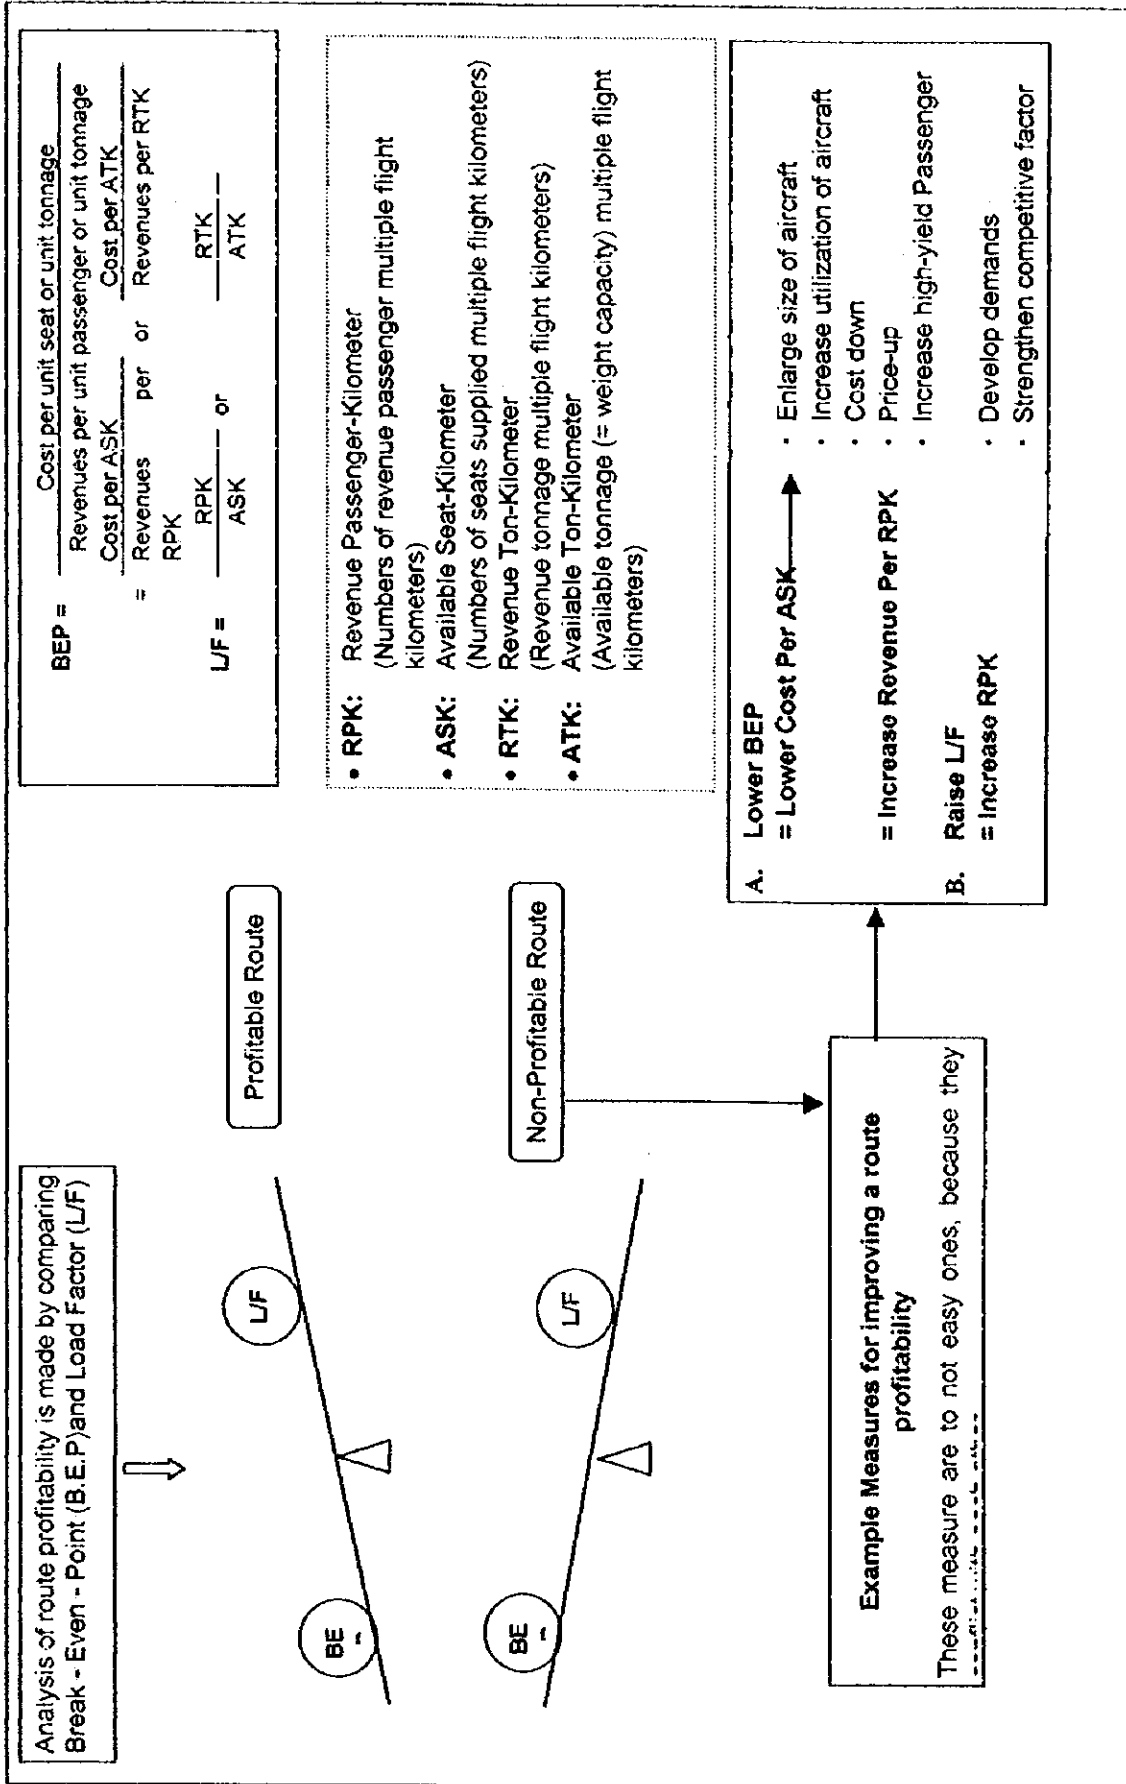 Analysis of route profitability is made by comparing
Break - Even - Point (B.E.P)and Load Factor (L/F)
Profitable Route
BE
L/F
Non-Profitable Route
BE
L/F
Example Measures for improving a route
profitability
These measure are to not easy ones, because they
BEP =
Cost per unit seat or unit tonnage
Revenues per unit passenger or unit tonnage
Cost per ASK
= Revenues per
RPK
or
Cost per ATK
Revenues per RTK
L/F =
RPK
ASK
or
RTK
ATK
• RPK: Revenue Passenger-Kilometer
(Numbers of revenue passenger multiple flight
kilometers)
• ASK: Available Seat-Kilometer
(Numbers of seats supplied multiple flight kilometers)
• RTK: Revenue Ton-Kilometer
(Revenue tonnage multiple flight kilometers)
• ATK: Available Ton-Kilometer
(Available tonnage (= weight capacity) multiple flight
kilometers)
A. Lower BEP
= Lower Cost Per ASK
· Enlarge size of aircraft
· Increase utilization of aircraft
· Cost down
= Increase Revenue Per RPK
· Price-up
· Increase high-yield Passenger
B. Raise L/F
= Increase RPK
· Develop demands
· Strengthen competitive factor